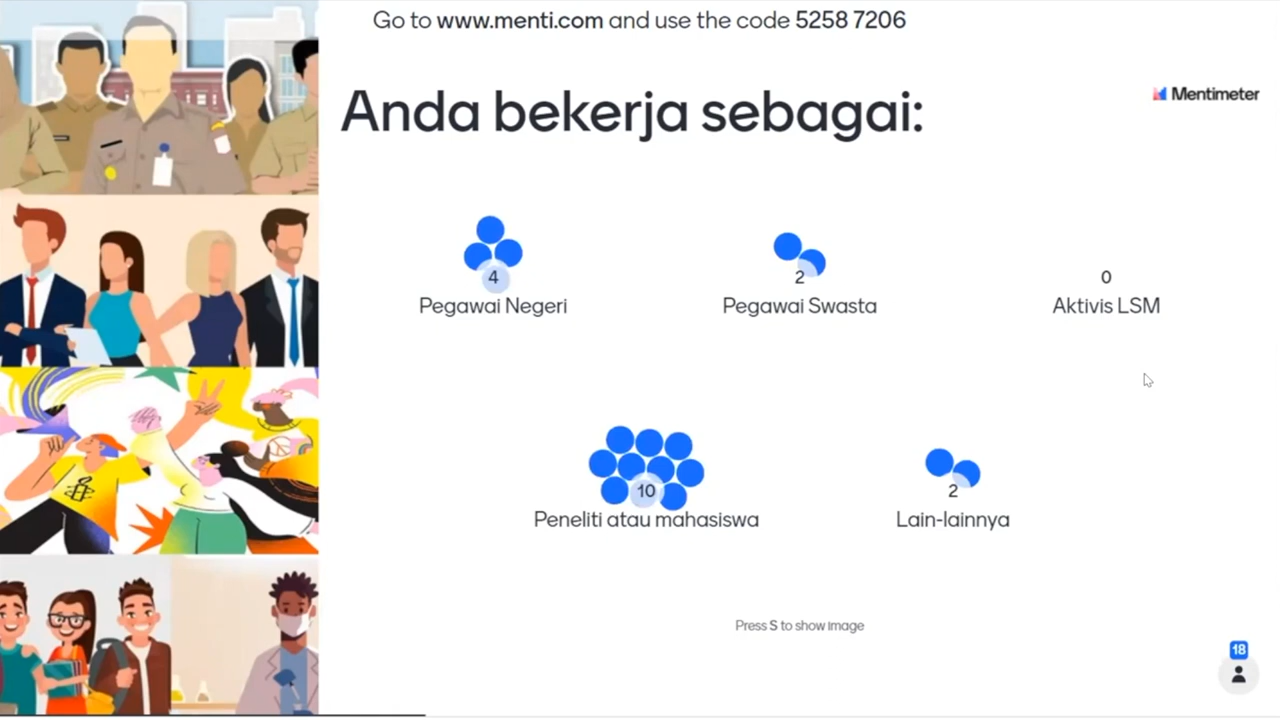 Go to www.menti.com and use the code 5258 7206
Mentimeter
Anda bekerja sebagai:
4
Pegawai Negeri
2
Pegawai Swasta
0
Aktivis LSM
10
Peneliti atau mahasiswa
2
Lain-lainnya
Press S to show image
18